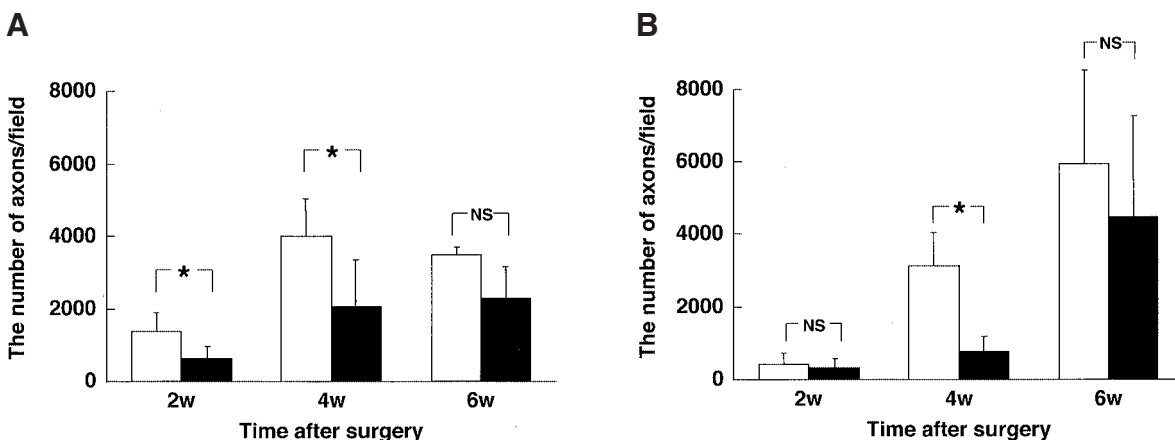 A
The number of axons/field
8000
6000
4000
2000
0
*
*
NS
2w
4w
6w
Time after surgery
B
The number of axons/field
8000
6000
4000
2000
0
NS
*
NS
2w
4w
6w
Time after surgery